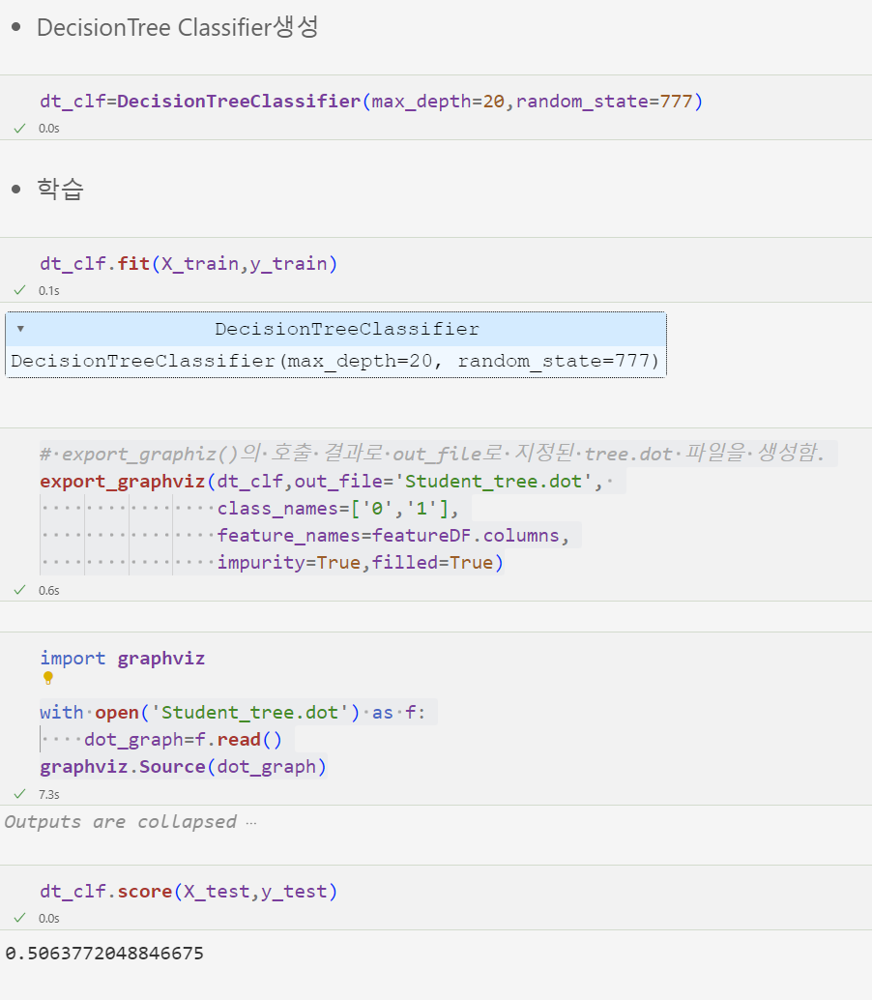 • DecisionTree Classifier생성
dt_clf=DecisionTreeClassifier(max_depth=20,random_state=777)
✓ 0.0s
• 학습
dt_clf.fit(X_train,y_train)
✓ 0.1s
▾ DecisionTreeClassifier
DecisionTreeClassifier(max_depth=20, random_state=777)
#·export_graphiz()의·호출·결과로·out_file로·지정된·tree.dot·파일을·생성함.
export_graphviz(dt_clf,out_file='Student_tree.dot',·
················class_names=['0','1'],
················feature_names=featureDF.columns,
················impurity=True,filled=True)
✓ 0.6s
import graphviz
with·open('Student_tree.dot')·as·f:
····dot_graph=f.read()
graphviz.Source(dot_graph)
✓ 7.3s
Outputs are collapsed ···
dt_clf.score(X_test,y_test)
✓ 0.0s
0.5063772048846675